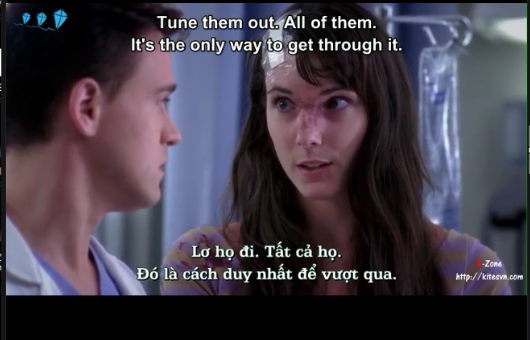 Tune them out. All of them.
It's the only way to get through it.
Lơ họ đi. Tất cả họ.
Đó là cách duy nhất để vượt qua.
-Zone
http://kitesvn.com